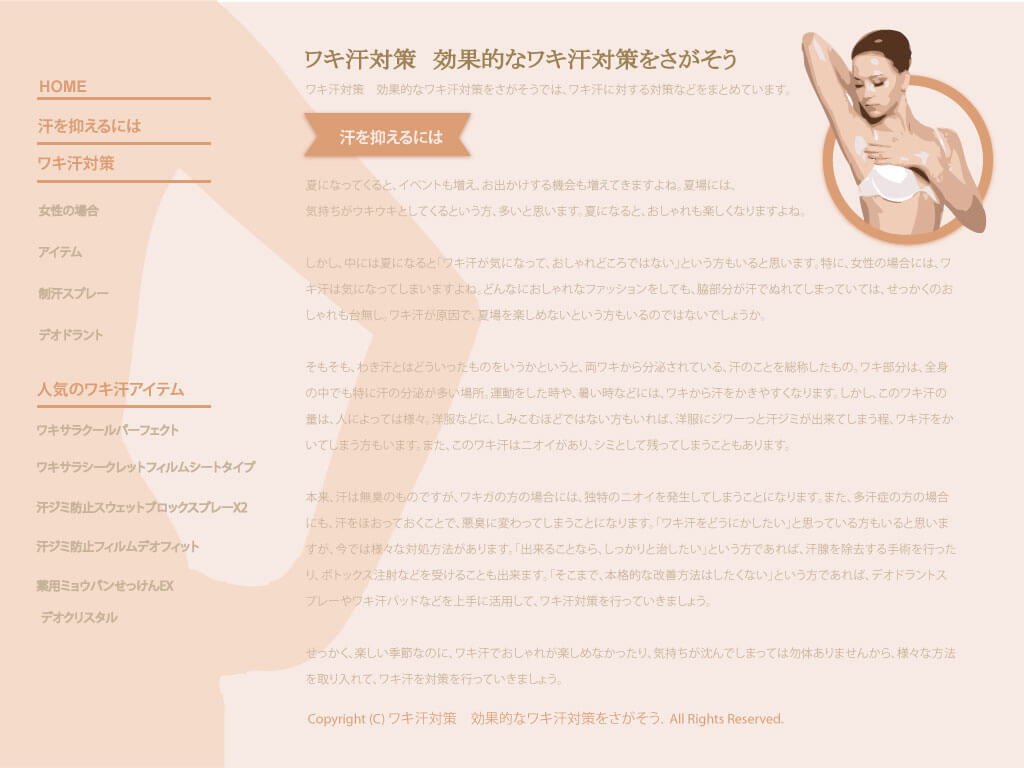 HOME
汗を抑えるには
ワキ汗対策
女性の場合
アイテム
制汗スプレー
デオドラント
人気のワキ汗アイテム
ワキサラクールパーフェクト
ワキサラシークレットフィルムシートタイプ
汗ジミ防止スウェットブロックスプレーX2
汗ジミ防止フィルムデオフィット
薬用ミョウバンせっけんEX
デオクリスタル
ワキ汗対策　効果的なワキ汗対策をさがそう
ワキ汗対策　効果的なワキ汗対策をさがそうでは、ワキ汗に対する対策などをまとめています。
汗を抑えるには
夏になってくると、イベントも増え、お出かけする機会も増えてきますよね。夏場には、
気持ちがウキウキとしてくるという方、多いと思います。夏になると、おしゃれも楽しくなりますよね。
しかし、中には夏になると「ワキ汗が気になって、おしゃれどころではない」という方もいると思います。特に、女性の場合には、ワ
キ汗は気になってしまいますよね。どんなにおしゃれなファッションをしても、脇部分が汗でぬれてしまっていては、せっかくのお
しゃれも台無し。ワキ汗が原因で、夏場を楽しめないという方もいるのではないでしょうか。
そもそも、わき汗とはどういったものをいうかというと、両ワキから分泌されている、汗のことを総称したもの。ワキ部分は、全身
の中でも特に汗の分泌が多い場所。運動をした時や、暑い時などには、ワキから汗をかきやすくなります。しかし、このワキ汗の
量は、人によっては様々。洋服などに、しみこむほどではない方もいれば、洋服にジワーっと汗ジミが出来てしまう程、ワキ汗をか
いてしまう方もいます。また、このワキ汗はニオイがあり、シミとして残ってしまうこともあります。
本来、汗は無臭のものですが、ワキガの方の場合には、独特のニオイを発生してしまうことになります。また、多汗症の方の場合
にも、汗をほおっておくことで、悪臭に変わってしまうことになります。「ワキ汗をどうにかしたい」と思っている方もいると思いま
すが、今では様々な対処方法があります。「出来ることなら、しっかりと治したい」という方であれば、汗腺を除去する手術を行った
り、ボトックス注射などを受けることも出来ます。「そこまで、本格的な改善方法はしたくない」という方であれば、デオドラントス
プレーやワキ汗パッドなどを上手に活用して、ワキ汗対策を行っていきましょう。
せっかく、楽しい季節なのに、ワキ汗でおしゃれが楽しめなかったり、気持ちが沈んでしまっては勿体ありませんから、様々な方法
を取り入れて、ワキ汗を対策を行っていきましょう。
Copyright (C) ワキ汗対策　効果的なワキ汗対策をさがそう. All Rights Reserved.